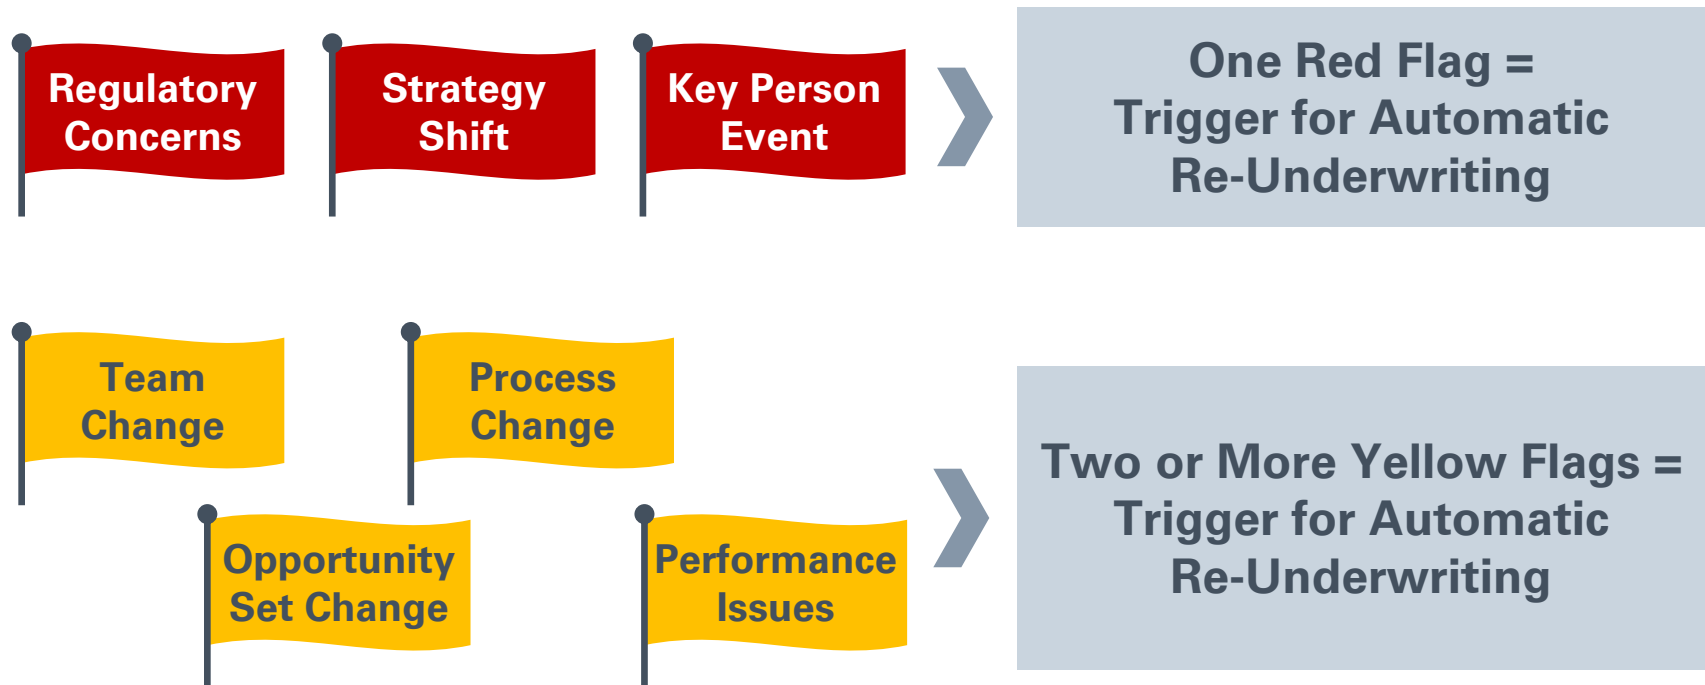 Regulatory
Concerns
Strategy
Shift
Key Person
Event
One Red Flag =
Trigger for Automatic
Re-Underwriting
Team
Change
Process
Change
Opportunity
Set Change
Performance
Issues
Two or More Yellow Flags =
Trigger for Automatic
Re-Underwriting